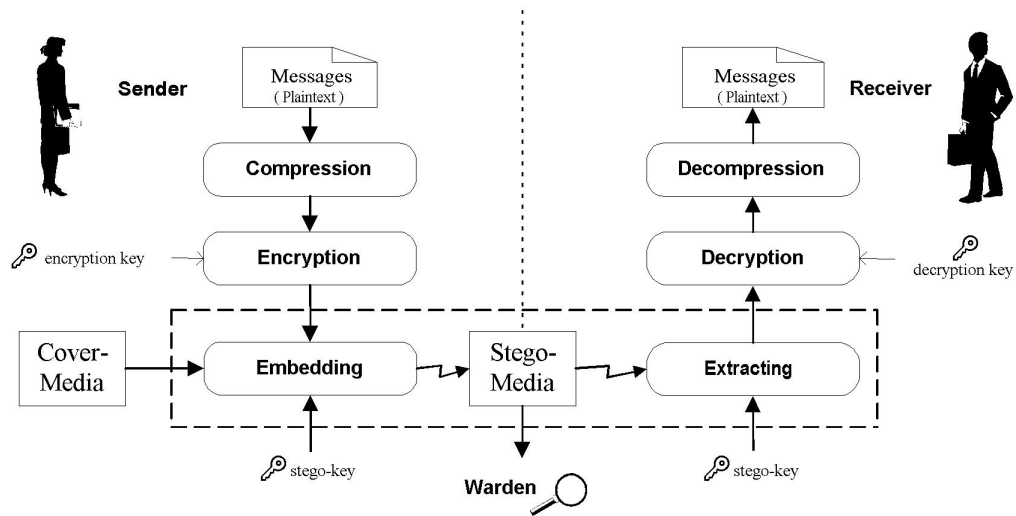 Sender
Messages
( Plaintext )
Compression
encryption key
Encryption
Cover-
Media
Embedding
stego-key
Stego-
Media
Warden
Messages
( Plaintext )
Receiver
Decompression
Decryption
decryption key
Extracting
stego-key